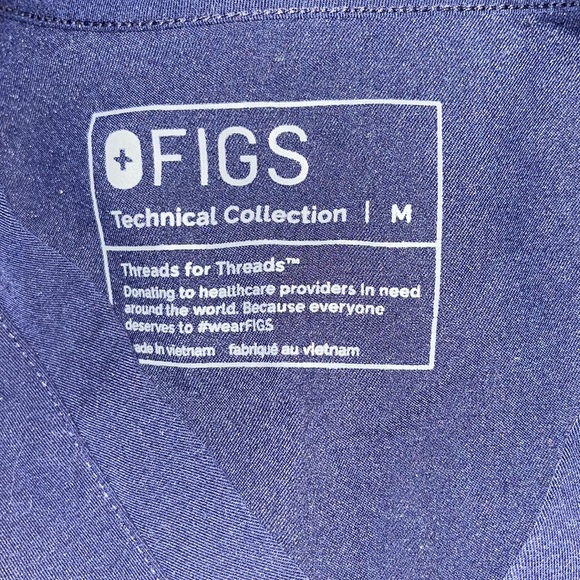 FIGS
Technical Collection | M
Threads for Threads™
Donating to healthcare providers in need
around the world. Because everyone
deserves to #wearFIGS
ade in vietnam fabriqué au vietnam